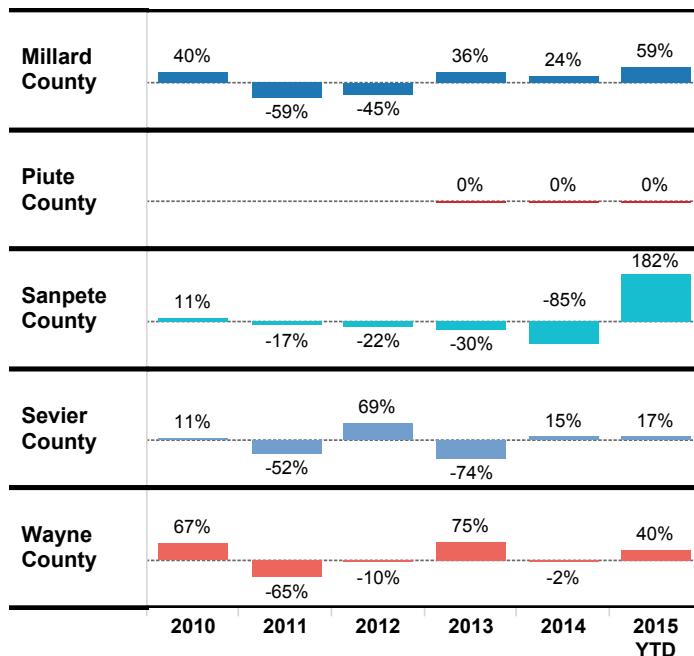 Millard
County
40%
-59%
-45%
36%
24%
59%
Piute
County
0%
0%
0%
Sanpete
County
11%
-17%
-22%
-30%
-85%
182%
Sevier
County
11%
-52%
69%
-74%
15%
17%
Wayne
County
67%
-65%
-10%
75%
-2%
40%
2010 2011 2012 2013 2014 2015
YTD